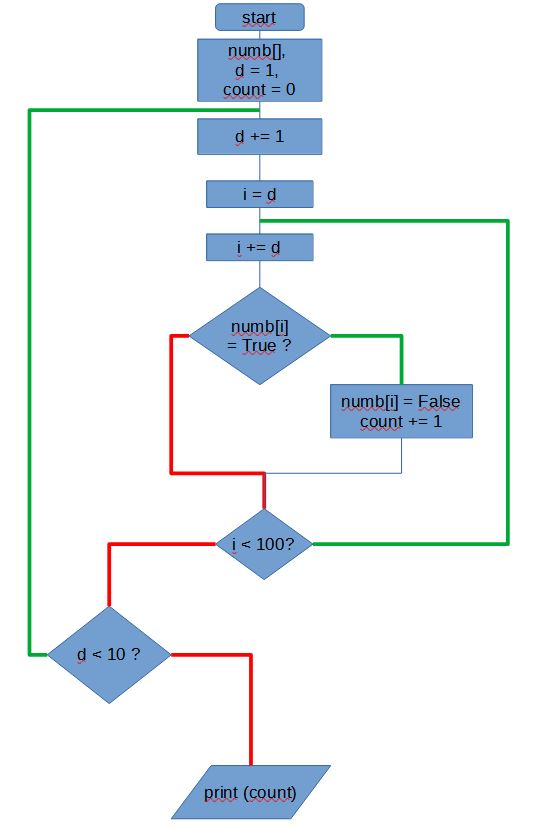 start
numb[],
d = 1,
count = 0
d += 1
i = d
i += d
numb[i]
= True ?
numb[i] = False
count += 1
i < 100?
d < 10 ?
print (count)